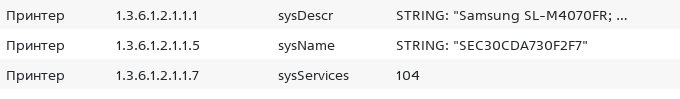 Принтер 1.3.6.1.2.1.1.1 sysDescr STRING: "Samsung SL-M4070FR; ...
Принтер 1.3.6.1.2.1.1.5 sysName STRING: "SEC30CDA730F2F7"
Принтер 1.3.6.1.2.1.1.7 sysServices 104